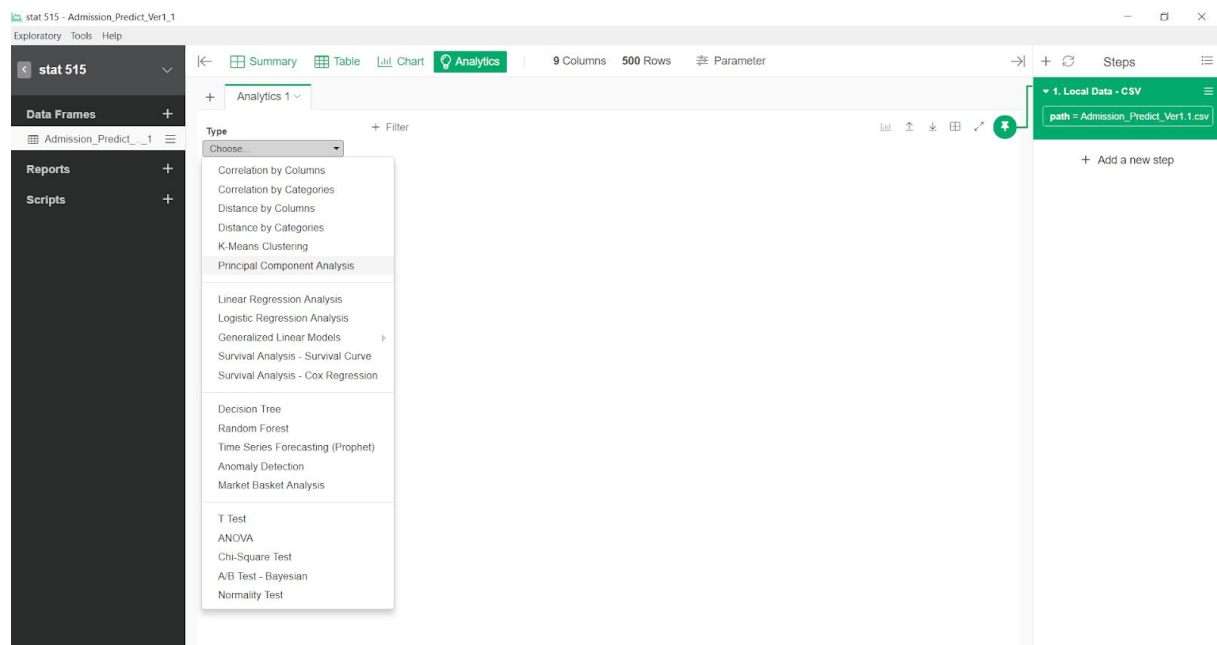 stat 515 - Admission_Predict_Ver1_1
Exploratory Tools Help
stat 515
Summary Table Chart Analytics 9 Columns 500 Rows Parameter
Steps
Analytics 1
1. Local Data - CSV
path = Admission_Predict_Ver1.1.csv
Add a new step
Data Frames
Admission_Predict_..._1
Reports
Scripts
Type
Filter
Choose...
Correlation by Columns
Correlation by Categories
Distance by Columns
Distance by Categories
K-Means Clustering
Principal Component Analysis
Linear Regression Analysis
Logistic Regression Analysis
Generalized Linear Models
Survival Analysis - Survival Curve
Survival Analysis - Cox Regression
Decision Tree
Random Forest
Time Series Forecasting (Prophet)
Anomaly Detection
Market Basket Analysis
T Test
ANOVA
Chi-Square Test
A/B Test - Bayesian
Normality Test